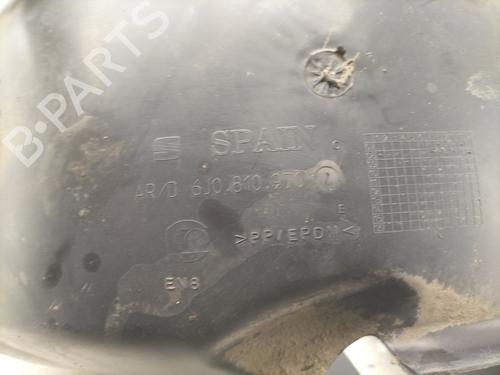 B-PARTS
SPAIN
C
AR/D 6J0.810.970
E
>PP/EPDM<
EN8